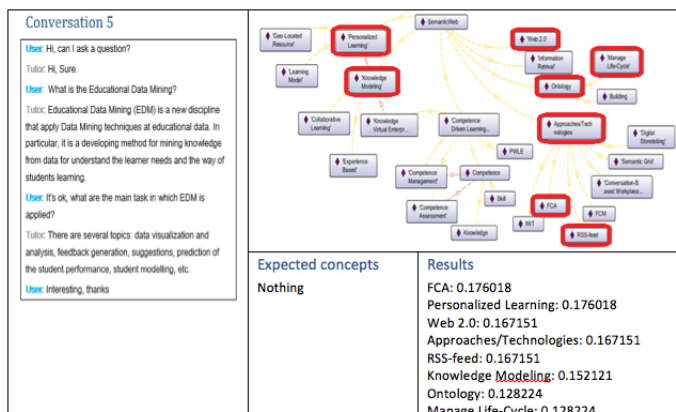 Conversation 5
User: Hi, can I ask a question?
Tutor: Hi, Sure.
User: What is the Educational Data Mining?
Tutor: Educational Data Mining (EDM) is a new discipline
that apply Data Mining techniques at educational data. In
particular, it is a developing method for mining knowledge
from data for understand the learner needs and the way of
students learning.
User: It's ok, what are the main task in which EDM is
applied?
Tutor: There are several topics: data visualization and
analysis, feedback generation, suggestions, prediction of
the student performance, student modelling, etc.
User: Interesting, thanks
SemanticWeb
'Geo-Located
Resource'
'Personalized
Learning'
'Web 2.0'
'Information
Retrival'
'Manage
Life-Cycle'
'Learning
Model'
'Knowledge
Modeling'
Ontology
Building
'Collaborative
Learning'
'Knowledge
Virtual Enterpr...
'Competence
Driven Learning...
Approaches/Tech
nologies
'Digital
Storytelling'
PWLE
'Experience
Based'
'Semantic Grid'
'Competence
Management'
Competence
'Conversation-B
ased Workplace...
Skill
FCA
'Competence
Assessment'
FCM
IWT
Knowledge
RSS-feed
Expected concepts
Nothing
Results
FCA: 0.176018
Personalized Learning: 0.176018
Web 2.0: 0.167151
Approaches/Technologies: 0.167151
RSS-feed: 0.167151
Knowledge Modeling: 0.152121
Ontology: 0.128224
Manage Life-Cycle: 0.128224